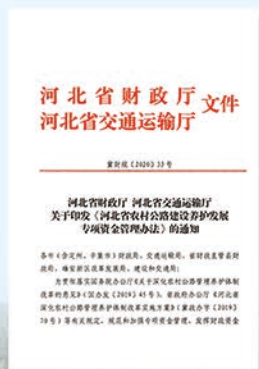 河北省财政厅
文件
河北省交通运输厅
冀财规〔2020〕33号
河北省财政厅 河北省交通运输厅
关于印发《河北省农村公路建设养护发展
专项资金管理办法》的通知
各市(含定州、辛集市)财政局、交通运输局,省财政直管县财
政局,雄安新区改革发展局、建设和交通局:
为贯彻落实国务院办公厅《关于深化农村公路管理养护体制
改革的意见》(国办发〔2019〕45号)、省政府办公厅《河北省
深化农村公路管理养护体制改革实施方案》(冀政办字〔2019〕
70号)等有关规定,规范和加强专项资金管理,发挥财政资金